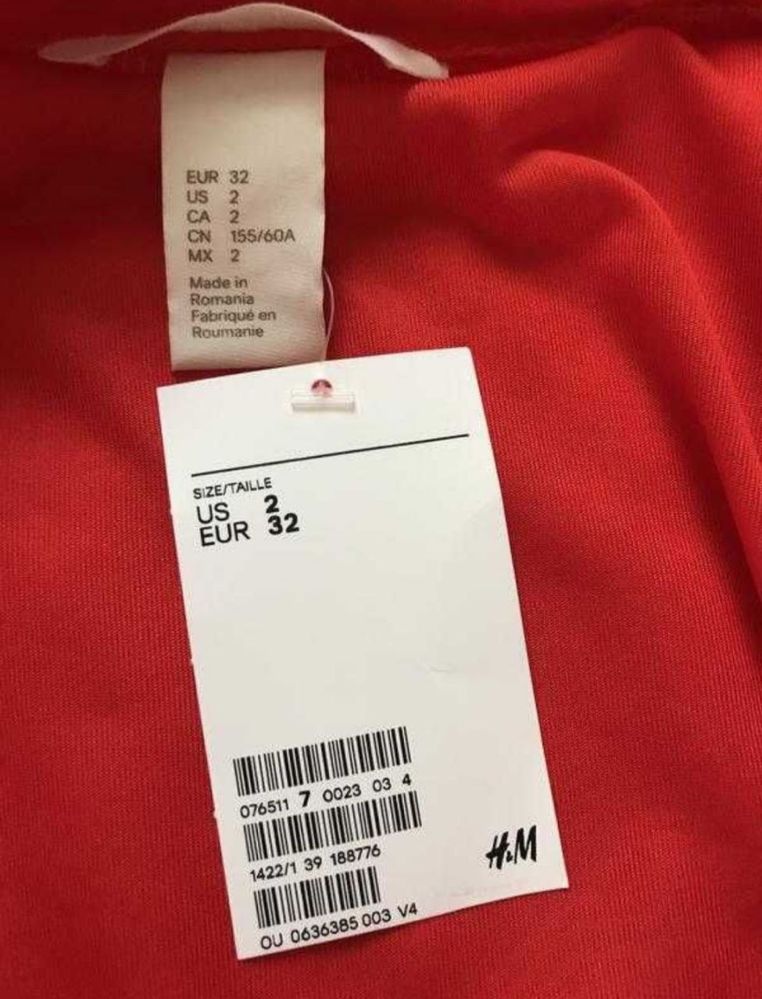 EUR 32
US 2
CA 2
CN 155/60A
MX 2
Made in
Romania
Fabriqué en
Roumanie
SIZE/TAILLE
US 2
EUR 32
076511 7 0023 03 4
1422/1 39 188776
OU 0636385 003 V4
H&M